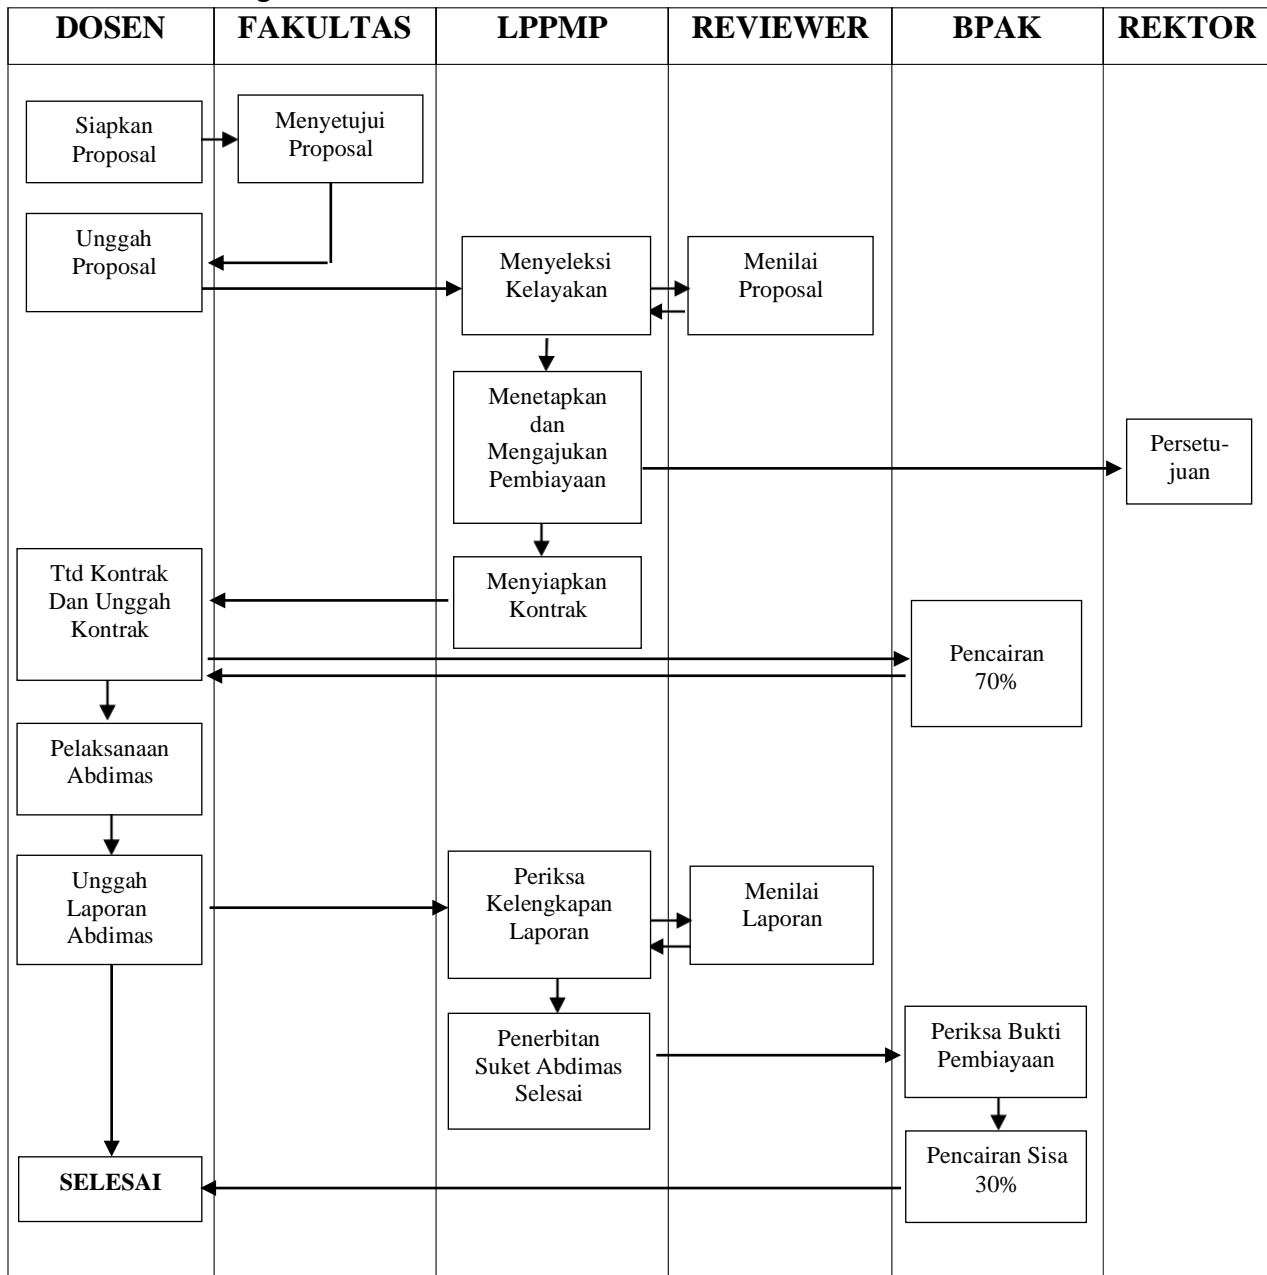 DOSEN
FAKULTAS
LPPMP
REVIEWER
BPAK
REKTOR
Siapkan
Proposal
Menyetujui
Proposal
Unggah
Proposal
Menyeleksi
Kelayakan
Menilai
Proposal
Menetapkan
dan
Mengajukan
Pembiayaan
Persetu-
juan
Menyiapkan
Kontrak
Ttd Kontrak
Dan Unggah
Kontrak
Pencairan
70%
Pelaksanaan
Abdimas
Unggah
Laporan
Abdimas
Periksa
Kelengkapan
Laporan
Menilai
Laporan
Penerbitan
Suket Abdimas
Selesai
Periksa Bukti
Pembiayaan
Pencairan Sisa
30%
SELESAI